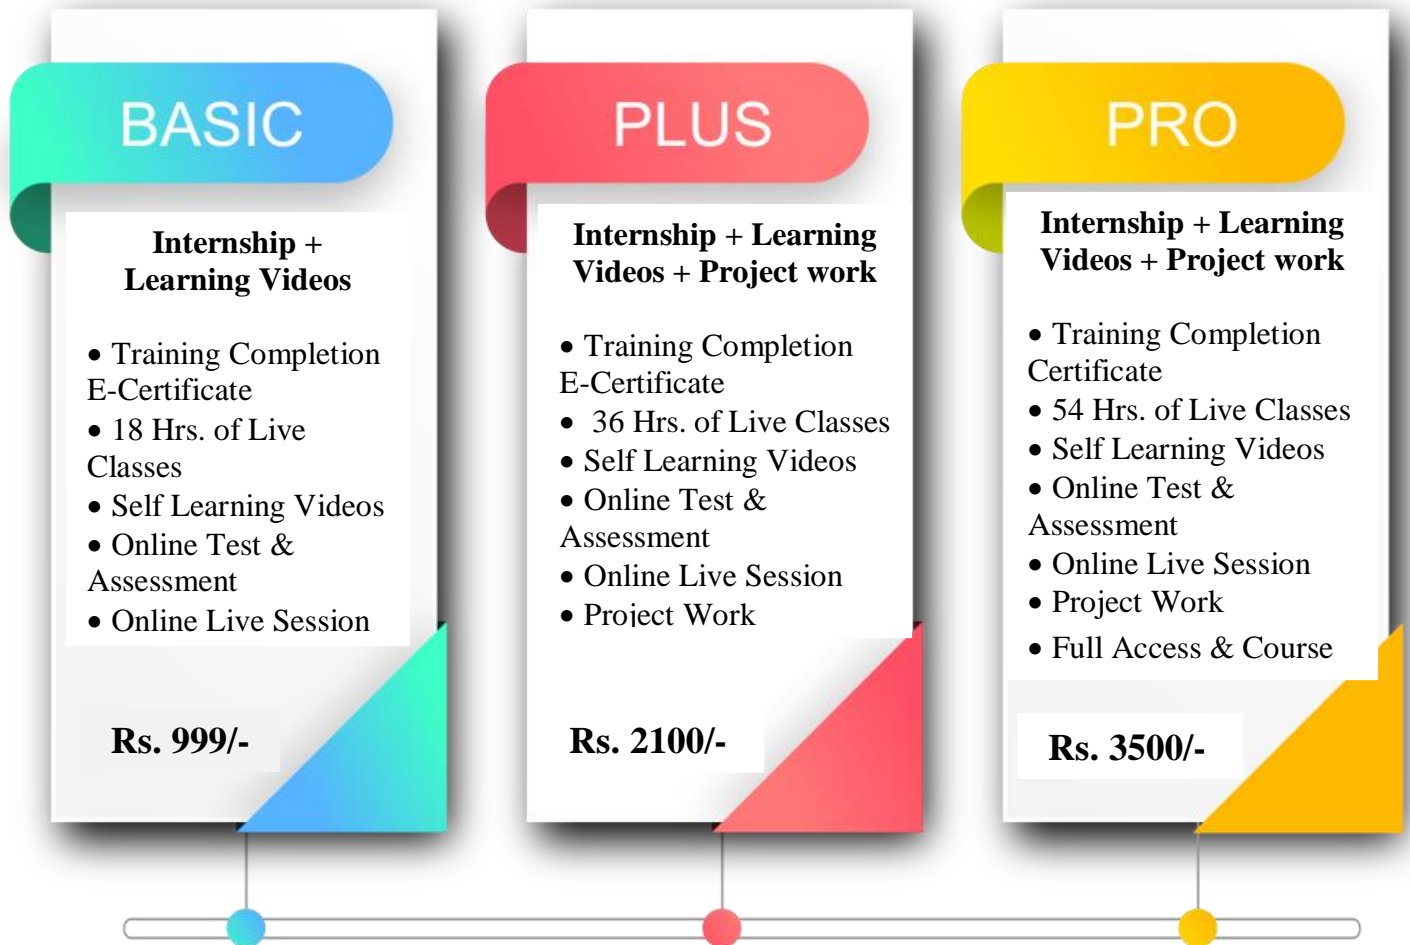 BASIC
Internship +
Learning Videos
• Training Completion
E-Certificate
• 18 Hrs. of Live
Classes
• Self Learning Videos
• Online Test &
Assessment
• Online Live Session
Rs. 999/-
PLUS
Internship + Learning
Videos + Project work
• Training Completion
E-Certificate
• 36 Hrs. of Live Classes
• Self Learning Videos
• Online Test &
Assessment
• Online Live Session
• Project Work
Rs. 2100/-
PRO
Internship + Learning
Videos + Project work
• Training Completion
Certificate
• 54 Hrs. of Live Classes
• Self Learning Videos
• Online Test &
Assessment
• Online Live Session
• Project Work
• Full Access & Course
Rs. 3500/-